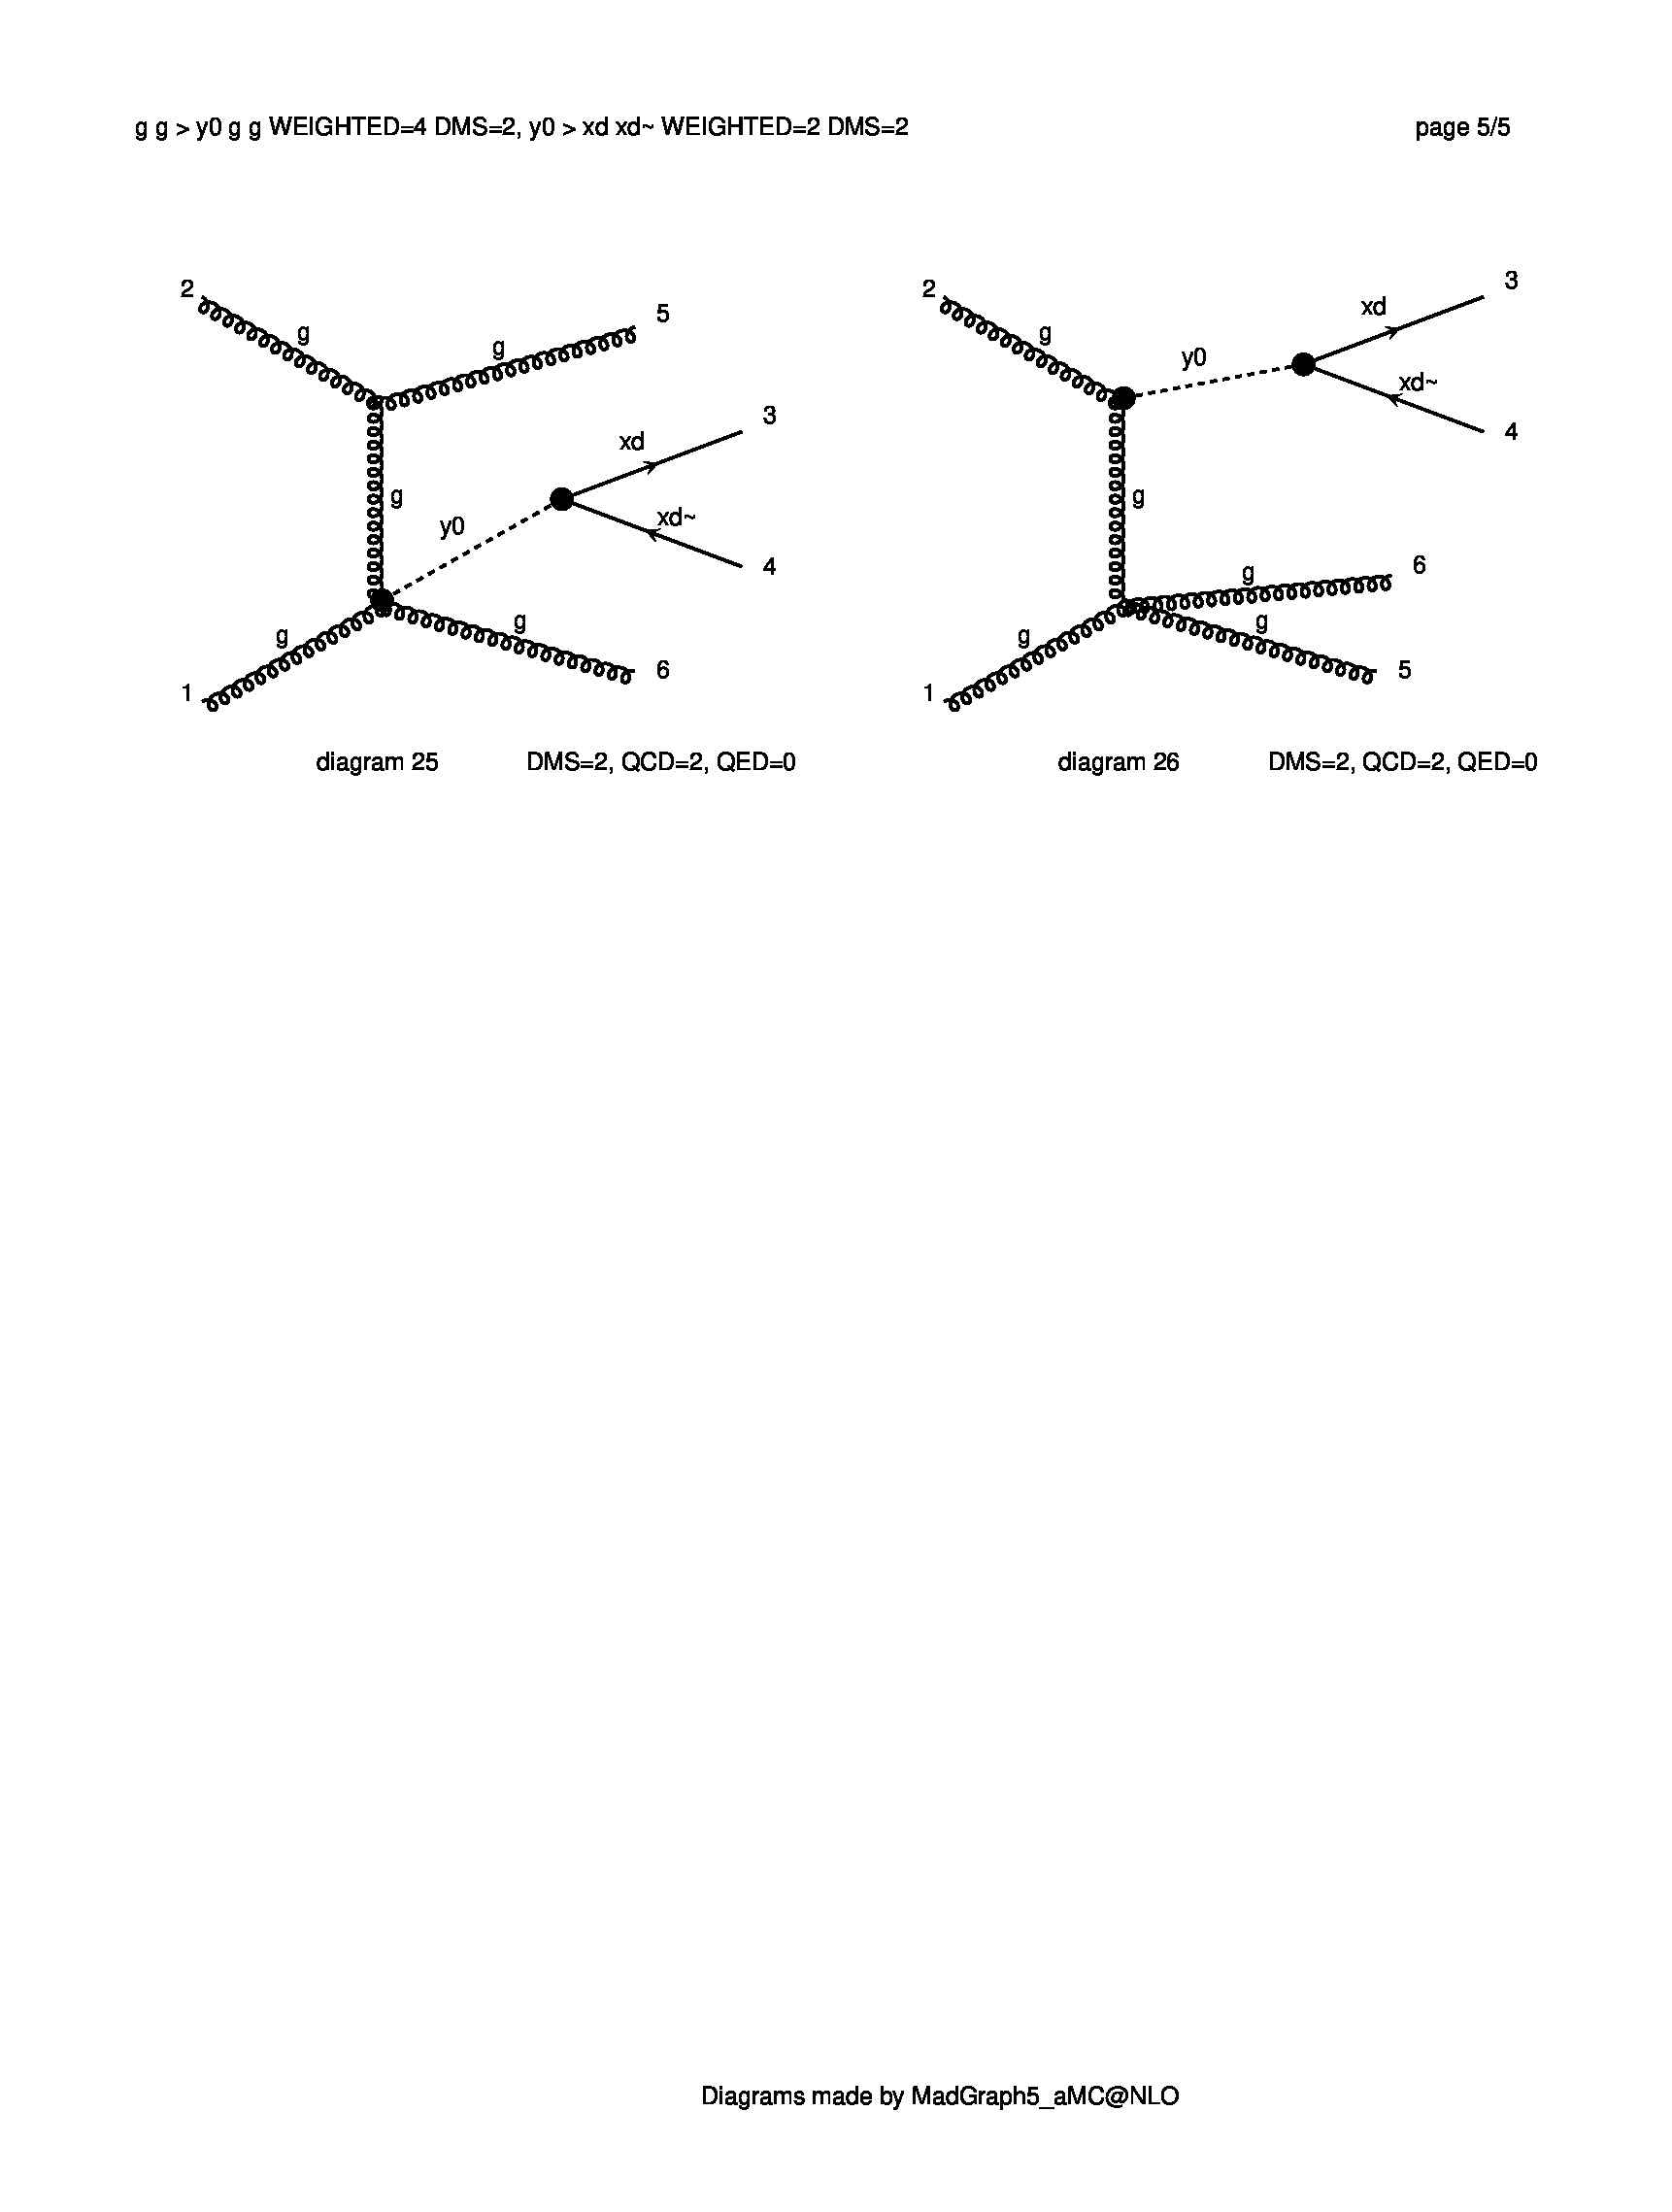 g g > y0 g g WEIGHTED=4 DMS=2, y0 > xd xd~ WEIGHTED=2 DMS=2 page 5/5
2
g
g
5
g
y0
xd
3
xd~
4
g
1
g
6
diagram 25 DMS=2, QCD=2, QED=0
2
g
y0
xd
3
xd~
4
g
g
6
g
1
g
5
diagram 26 DMS=2, QCD=2, QED=0
Diagrams made by MadGraph5_aMC@NLO